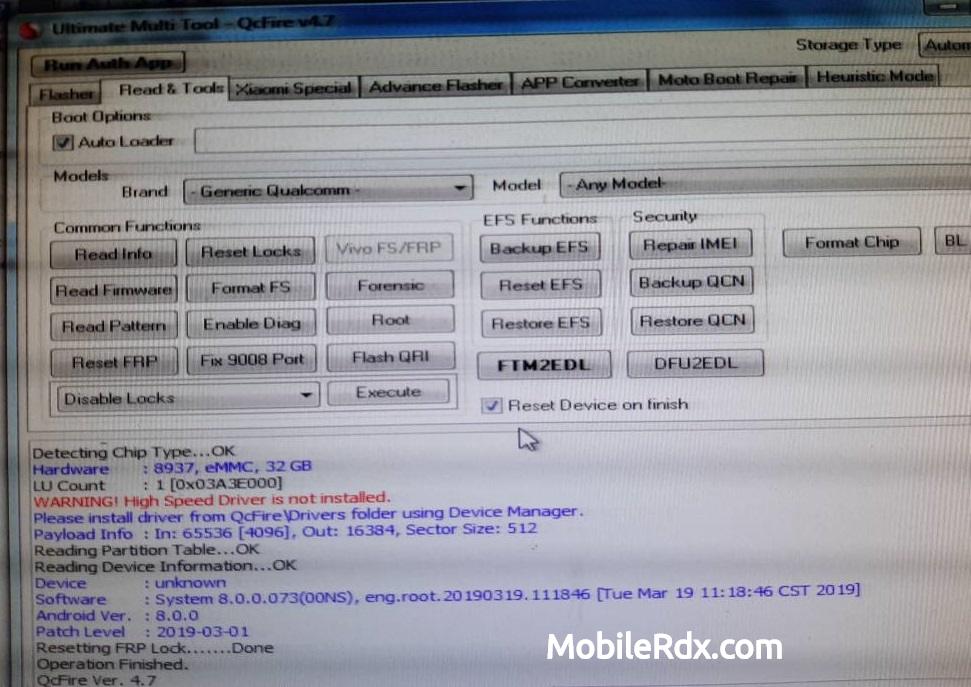 Ultimate Multi Tool - QcFire v4.7
Storage Type Autom
Run Auth App
Flasher Read & Tools Xiaomi Special Advance Flasher APP Converter Moto Boot Repair Heuristic Mode
Boot Options
Auto Loader
Models
Brand - Generic Qualcomm - Model -Any Model-
Common Functions EFS Functions Security
Read Info Reset Locks Vivo FS/FRP Backup EFS Repair IMEI Format Chip BL
Read Firmware Format FS Forensic Reset EFS Backup QCN
Read Pattern Enable Diag Root Restore EFS Restore QCN
Reset FRP Fix 9008 Port Flash QRI FTM2EDL DFU2EDL
Disable Locks Execute
Reset Device on finish
Detecting Chip Type...OK
Hardware : 8937, eMMC, 32 GB
LU Count : 1 [0x03A3E000]
WARNING! High Speed Driver is not installed.
Please install driver from QcFire\Drivers folder using Device Manager.
Payload Info : In: 65536 [4096], Out: 16384, Sector Size: 512
Reading Partition Table...OK
Reading Device Information...OK
Device : unknown
Software : System 8.0.0.073(00NS), eng.root.20190319.111846 [Tue Mar 19 11:18:46 CST 2019]
Android Ver. : 8.0.0
Patch Level : 2019-03-01
Resetting FRP Lock.......Done
Operation Finished.
QcFire Ver. 4.7
MobileRdx.com